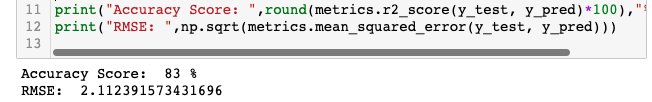 11 print("Accuracy Score: ",round(metrics.r2_score(y_test, y_pred)*100),"
12 print("RMSE: ",np.sqrt(metrics.mean_squared_error(y_test, y_pred)))
13
Accuracy Score:  83 %
RMSE:  2.112391573431696